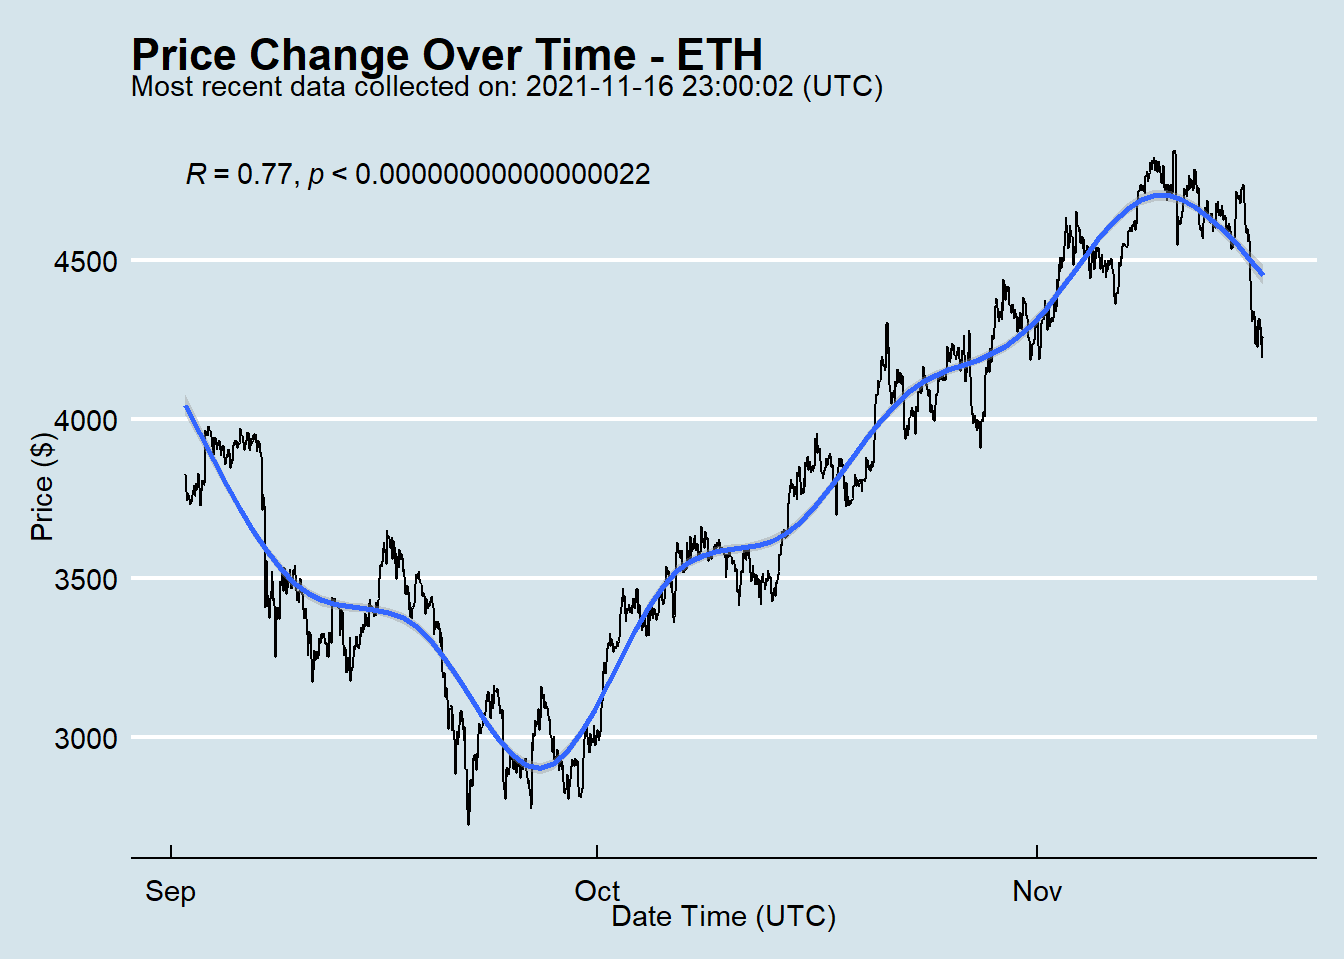 Price Change Over Time - ETH
Most recent data collected on: 2021-11-16 23:00:02 (UTC)
R = 0.77, p < 0.00000000000000022
4500
4000
3500
3000
Price ($)
Sep
Oct
Nov
Date Time (UTC)